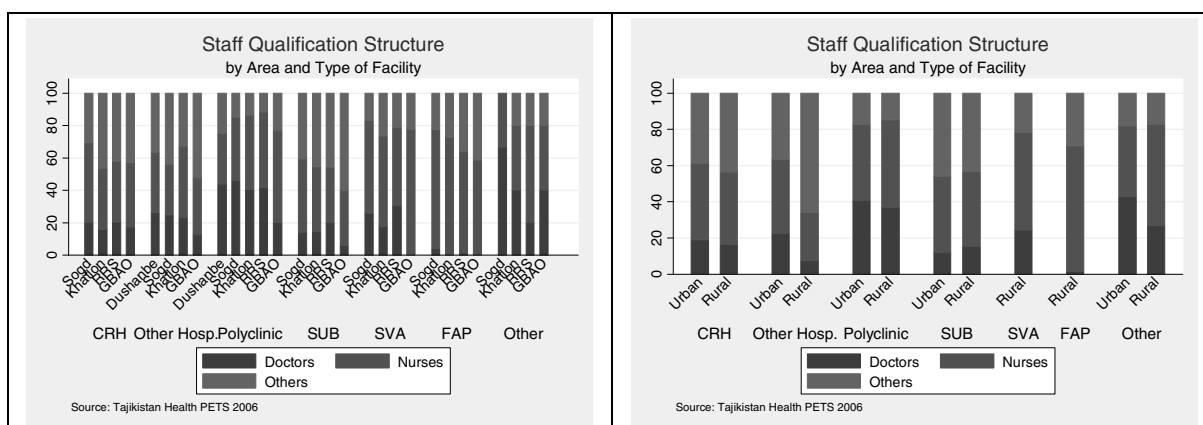 Staff Qualification Structure
by Area and Type of Facility
100
80
60
40
20
0
Sogd Khatlon RRS GBAO Dushanbe Sogd Khatlon GBAO Dushanbe Sogd Khatlon RRS GBAO Sogd Khatlon RRS GBAO Sogd Khatlon RRS GBAO Sogd Khatlon RRS GBAO Sogd Khatlon RRS GBAO
CRH Other Hosp. Polyclinic SUB SVA FAP Other
Doctors Nurses
Others
Source: Tajikistan Health PETS 2006
Staff Qualification Structure
by Area and Type of Facility
100
80
60
40
20
0
Urban Rural Urban Rural Urban Rural Urban Rural Rural Rural Urban Rural
CRH Other Hosp. Polyclinic SUB SVA FAP Other
Doctors Nurses
Others
Source: Tajikistan Health PETS 2006